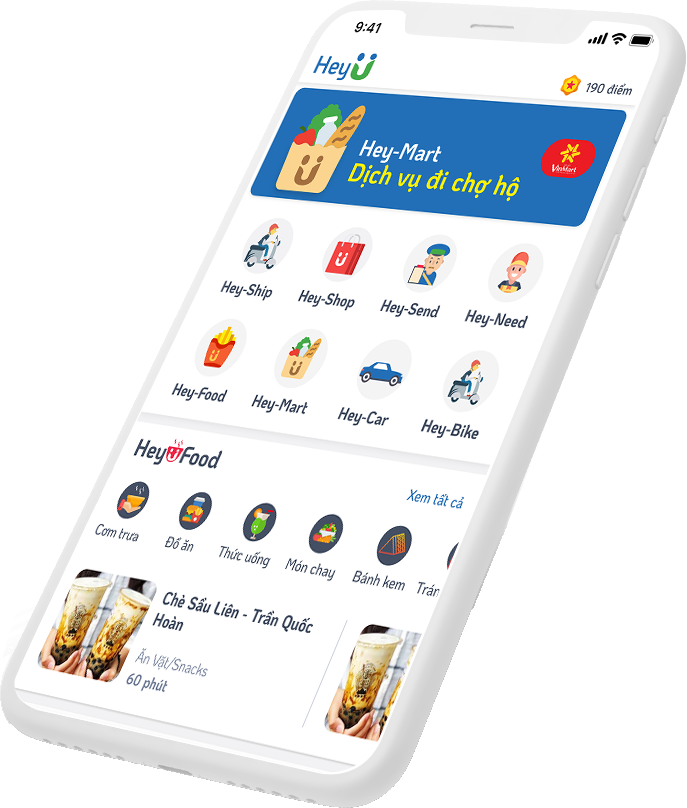 9:41
HeyU
190 điểm
Hey-Mart
Dịch vụ đi chợ hộ
VinMart
Hey-Ship
Hey-Shop
Hey-Send
Hey-Need
Hey-Food
Hey-Mart
Hey-Car
Hey-Bike
HeyUFood
Xem tất cả
Cơm trưa
Đồ ăn
Thức uống
Món chay
Bánh kem
Trán
Chè Sầu Liên - Trần Quốc
Hoàn
Ăn Vặt/Snacks
60 phút